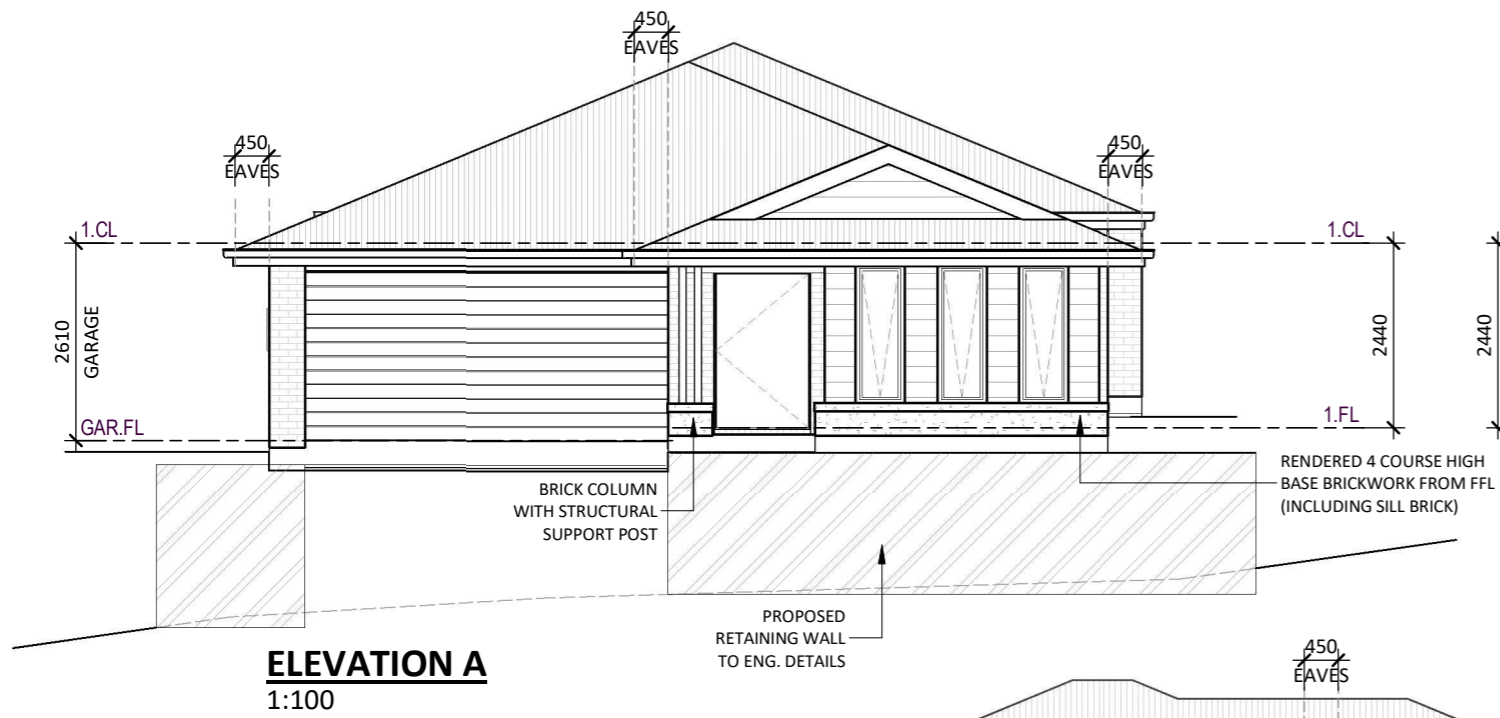 450
EAVES
450
EAVES
450
EAVES
1.CL
1.CL
2610
GARAGE
2440
2440
GAR.FL
1.FL
BRICK COLUMN
WITH STRUCTURAL
SUPPORT POST
RENDERED 4 COURSE HIGH
BASE BRICKWORK FROM FFL
(INCLUDING SILL BRICK)
PROPOSED
RETAINING WALL
TO ENG. DETAILS
ELEVATION A
1:100
450
EAVES